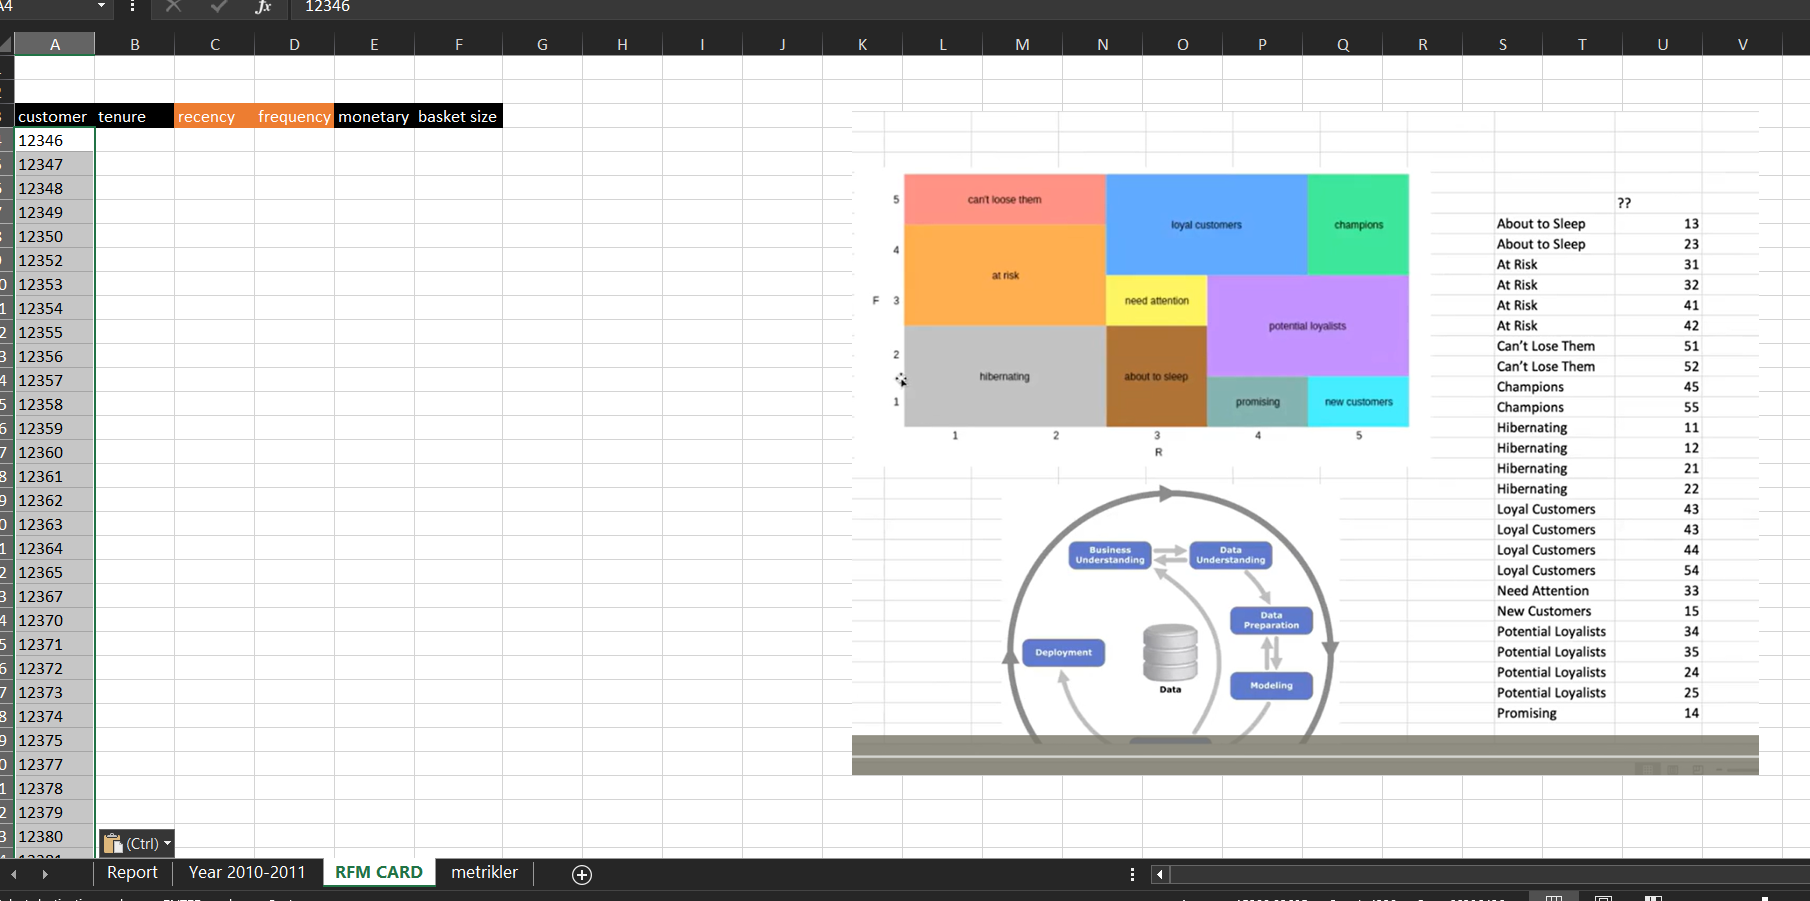 A4 fx 12346
A B C D E F G H I J K L M N O P Q R S T U V
customer tenure recency frequency monetary basket size
12346
12347
12348
12349
12350
12352
12353
12354
12355
12356
12357
12358
12359
12360
12361
12362
12363
12364
12365
12367
12370
12371
12372
12373
12374
12375
12377
12378
12379
12380
(Ctrl)
5 can't loose them
loyal customers champions
4
at risk
F 3 need attention
potential loyalists
2
hibernating about to sleep
1 promising new customers
1 2 3 4 5
R
Business Understanding
Data Understanding
Data Preparation
Deployment
Modeling
Data
??
About to Sleep 13
About to Sleep 23
At Risk 31
At Risk 32
At Risk 41
At Risk 42
Can’t Lose Them 51
Can’t Lose Them 52
Champions 45
Champions 55
Hibernating 11
Hibernating 12
Hibernating 21
Hibernating 22
Loyal Customers 43
Loyal Customers 43
Loyal Customers 44
Loyal Customers 54
Need Attention 33
New Customers 15
Potential Loyalists 34
Potential Loyalists 35
Potential Loyalists 24
Potential Loyalists 25
Promising 14
Report Year 2010-2011 RFM CARD metrikler